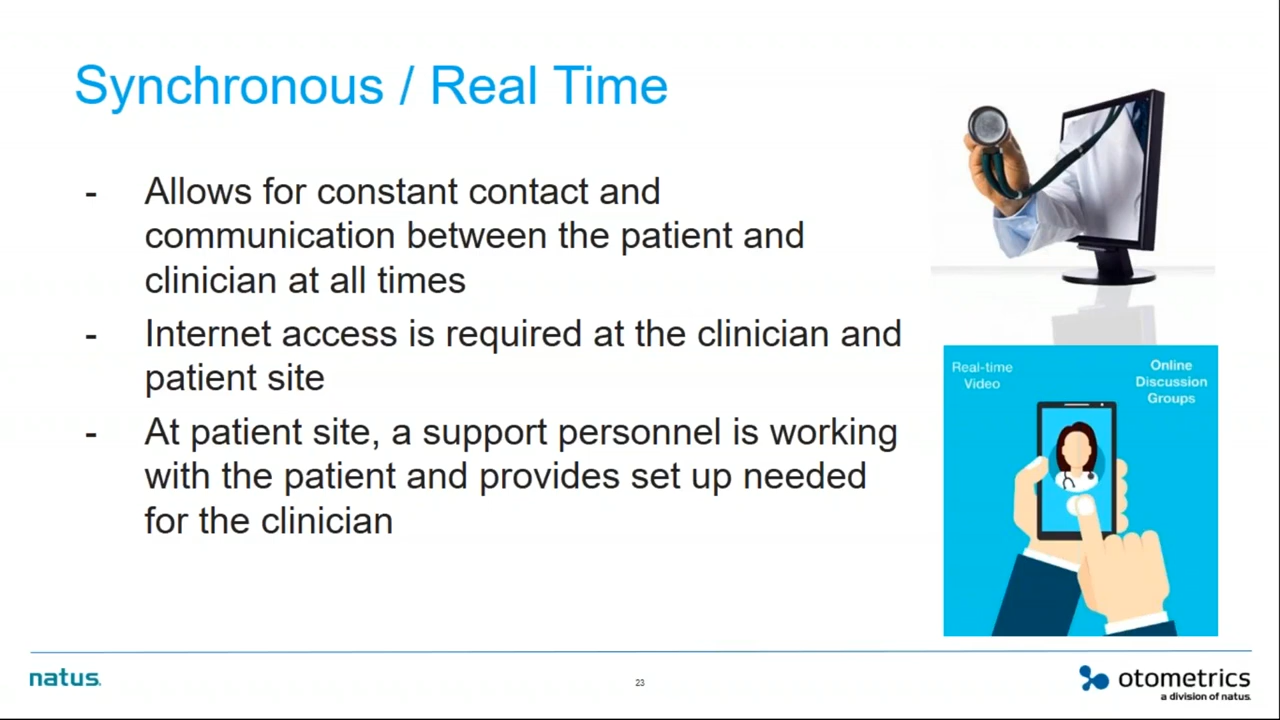 Synchronous / Real Time
- Allows for constant contact and
communication between the patient and
clinician at all times
- Internet access is required at the clinician and
patient site
- At patient site, a support personnel is working
with the patient and provides set up needed
for the clinician
Real-time
Video
Online
Discussion
Groups
natus.
23
otometrics
a division of natus.